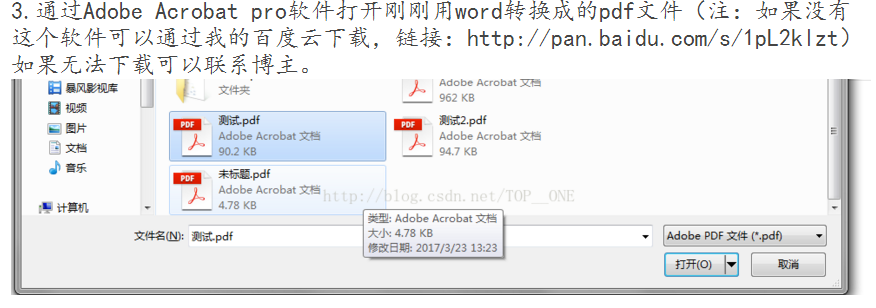 3.通过Adobe Acrobat pro软件打开刚刚用word转换成的pdf文件（注：如果没有
这个软件可以通过我的百度云下载，链接：http://pan.baidu.com/s/1pL2klzt）
如果无法下载可以联系博主。
暴风影视库
视频
图片
文档
音乐
计算机
文件夹
Adobe Acrobat 文档
962 KB
PDF
测试.pdf
Adobe Acrobat 文档
90.2 KB
PDF
测试2.pdf
Adobe Acrobat 文档
94.7 KB
PDF
未标题.pdf
Adobe Acrobat 文档
4.78 KB
http://blog.csdn.net/TOP__ONE
类型: Adobe Acrobat 文档
大小: 4.78 KB
修改日期: 2017/3/23 13:23
文件名(N): 测试.pdf
Adobe PDF 文件 (*.pdf)
打开(O)
取消